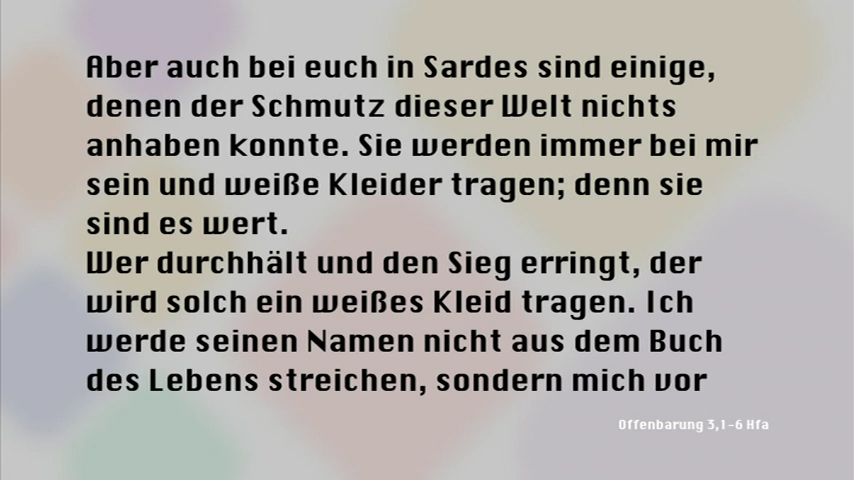 Aber auch bei euch in Sardes sind einige,
denen der Schmutz dieser Welt nichts
anhaben konnte. Sie werden immer bei mir
sein und weiße Kleider tragen; denn sie
sind es wert.
Wer durchhält und den Sieg erringt, der
wird solch ein weißes Kleid tragen. Ich
werde seinen Namen nicht aus dem Buch
des Lebens streichen, sondern mich vor
Offenbarung 3,1-6 Hfa